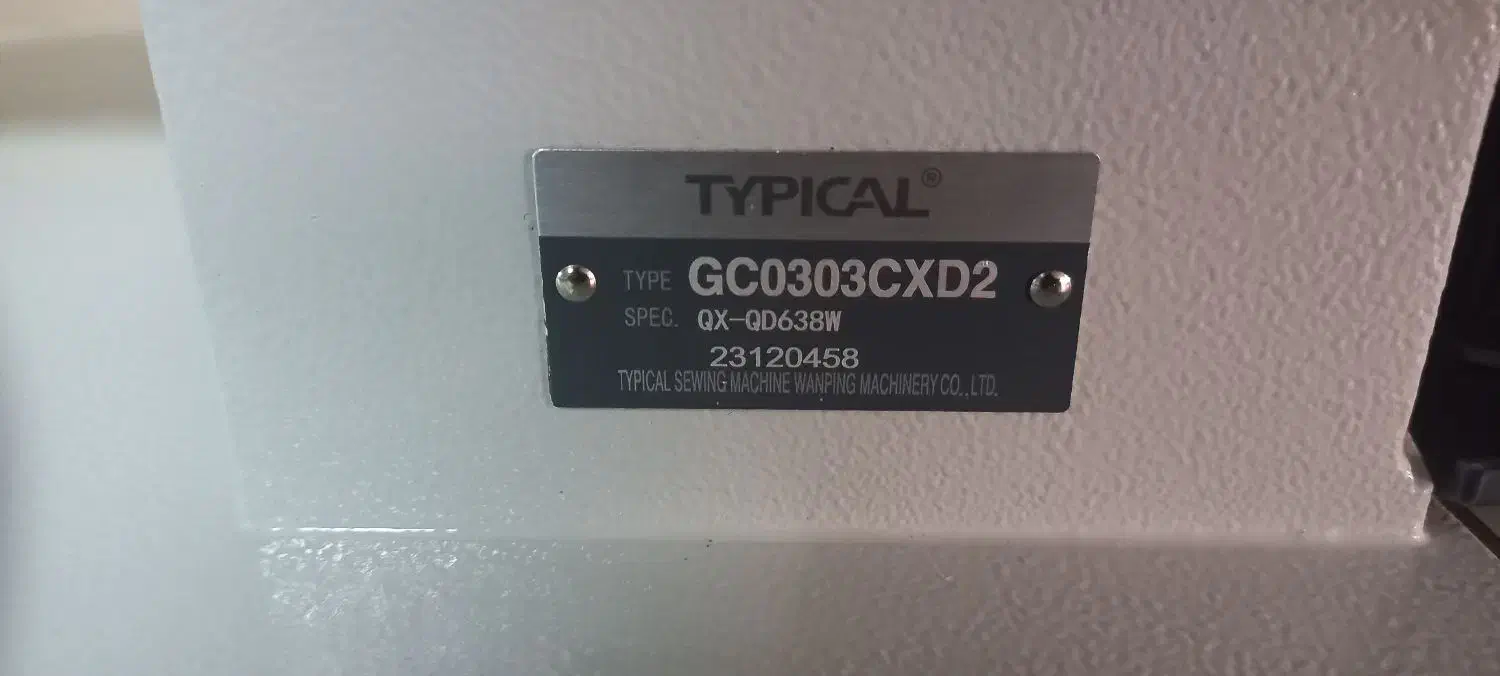 TYPICAL®
TYPE GC0303CXD2
SPEC. QX-QD638W
23120458
TYPICAL SEWING MACHINE WANPING MACHINERY CO.,LTD.